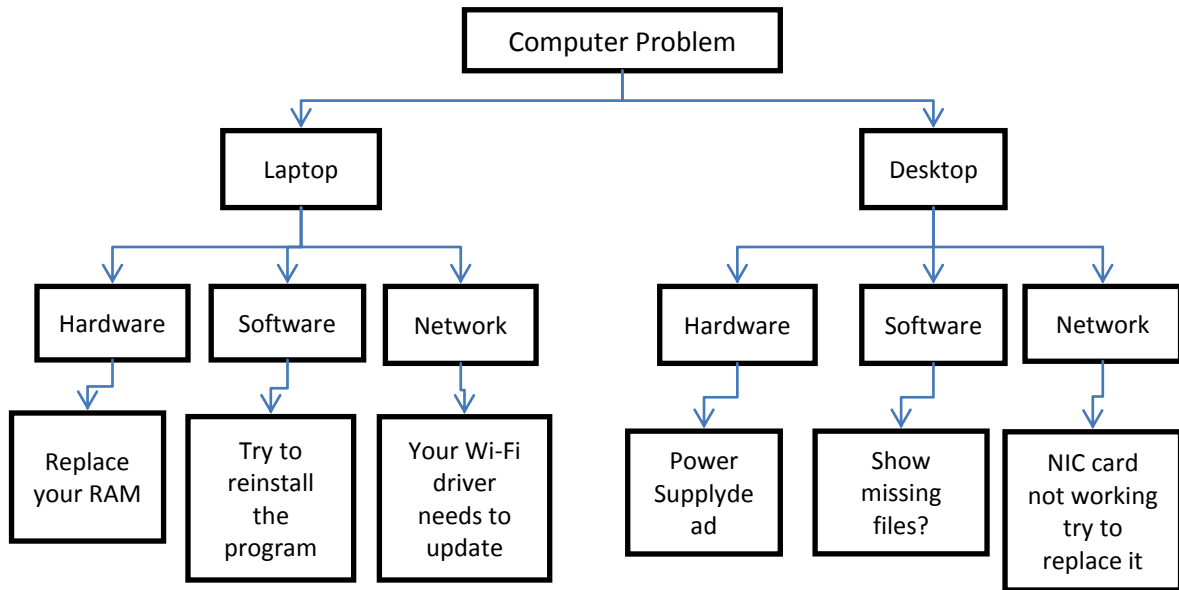 Computer Problem
Laptop
Desktop
Hardware
Software
Network
Hardware
Software
Network
Replace
your RAM
Try to
reinstall
the
program
Your Wi-Fi
driver
needs to
update
Power
Supplyde
ad
Show
missing
files?
NIC card
not working
try to
replace it